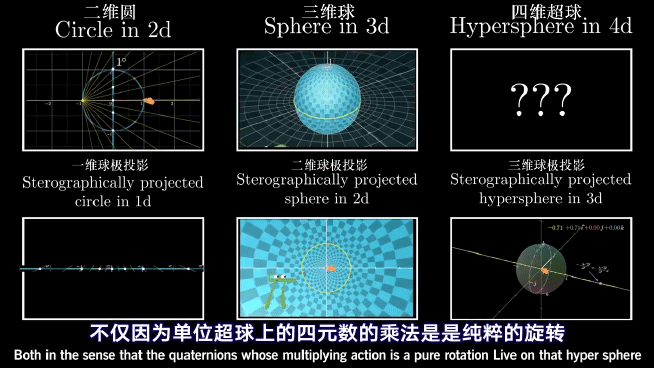 二维圆
Circle in 2d
三维球
Sphere in 3d
四维超球
Hypersphere in 4d
1°
???
一维球极投影
Sterographically projected
circle in 1d
二维球极投影
Sterographically projected
sphere in 2d
三维球极投影
Sterographically projected
hypersphere in 3d
不仅因为单位超球上的四元数的乘法是是纯粹的旋转
Both in the sense that the quaternions whose multiplying action is a pure rotation Live on that hyper sphere